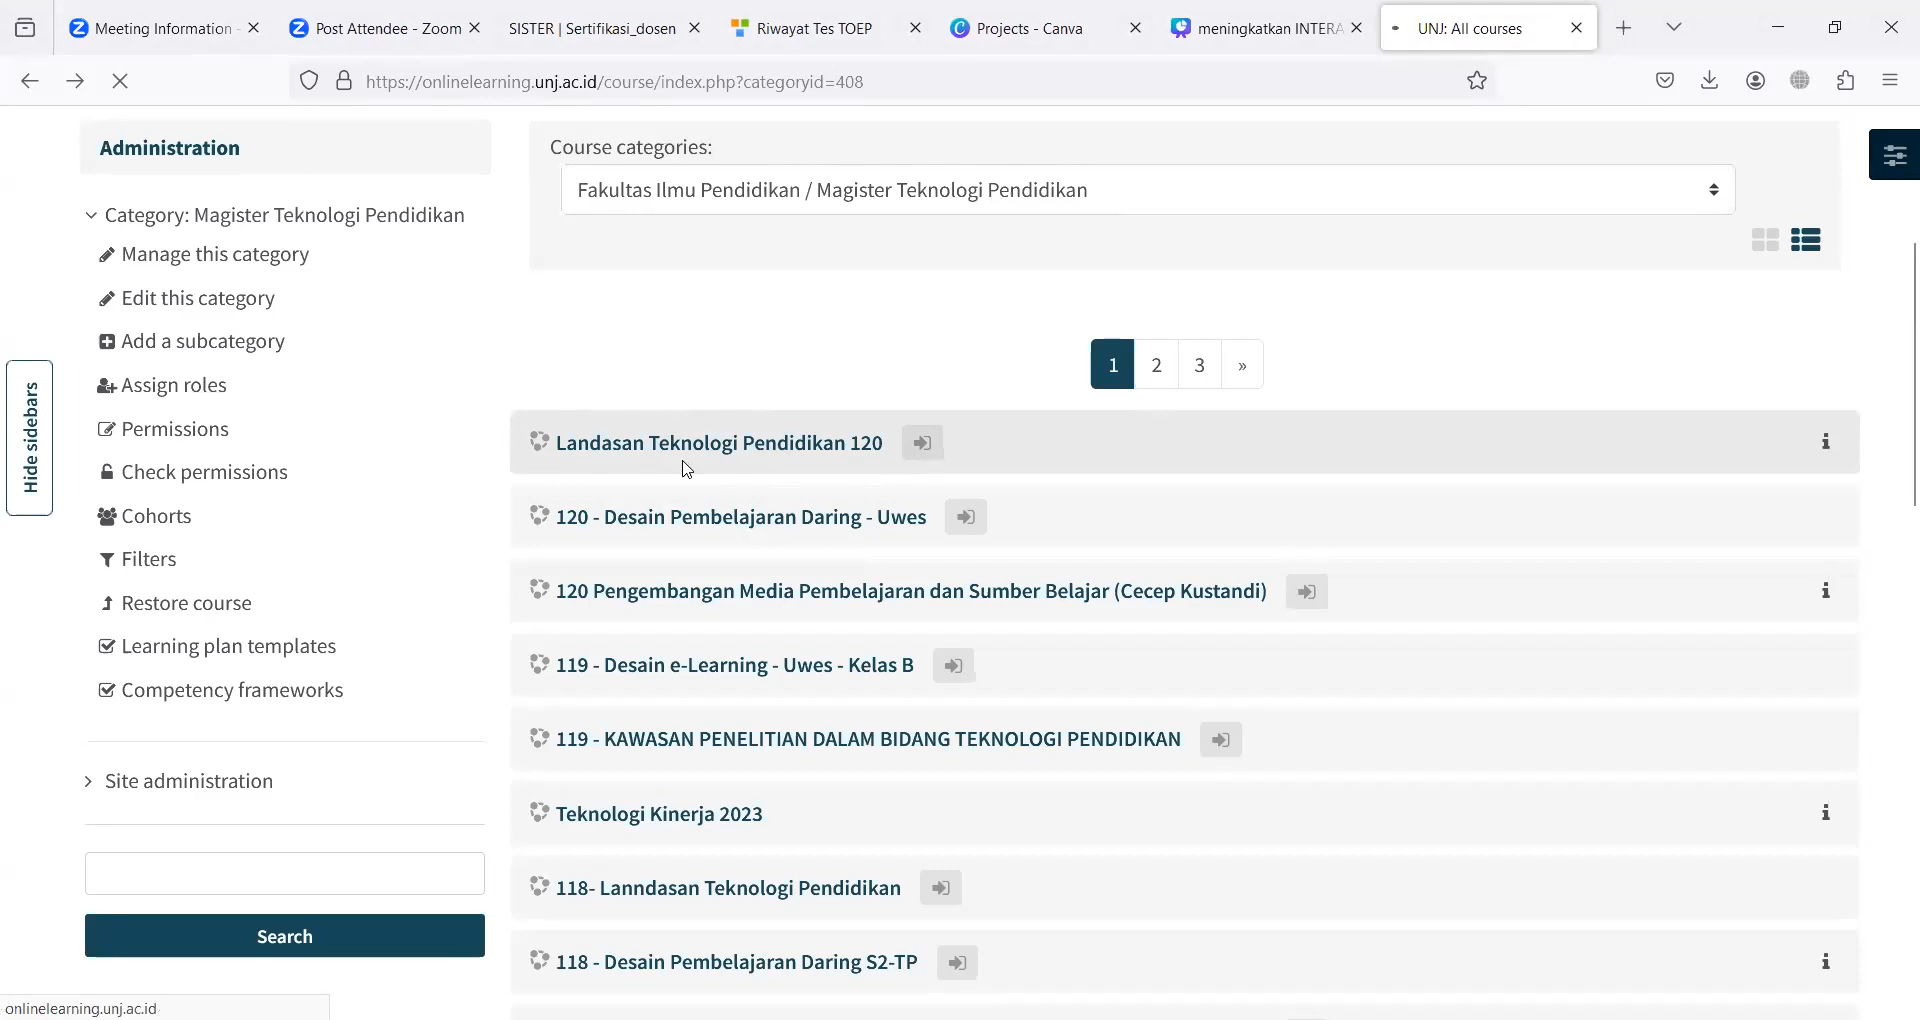 Meeting Information -
Post Attendee - Zoom
SISTER | Sertifikasi_dosen
Riwayat Tes TOEP
Projects - Canva
meningkatkan INTERA
UNJ: All courses
https://onlinelearning.unj.ac.id/course/index.php?categoryid=408
Administration
Category: Magister Teknologi Pendidikan
Manage this category
Edit this category
Add a subcategory
Assign roles
Permissions
Check permissions
Cohorts
Filters
Restore course
Learning plan templates
Competency frameworks
Site administration
Search
Hide sidebars
Course categories:
Fakultas Ilmu Pendidikan / Magister Teknologi Pendidikan
1 2 3 »
Landasan Teknologi Pendidikan 120
120 - Desain Pembelajaran Daring - Uwes
120 Pengembangan Media Pembelajaran dan Sumber Belajar (Cecep Kustandi)
119 - Desain e-Learning - Uwes - Kelas B
119 - KAWASAN PENELITIAN DALAM BIDANG TEKNOLOGI PENDIDIKAN
Teknologi Kinerja 2023
118- Lanndasan Teknologi Pendidikan
118 - Desain Pembelajaran Daring S2-TP
onlinelearning.unj.ac.id